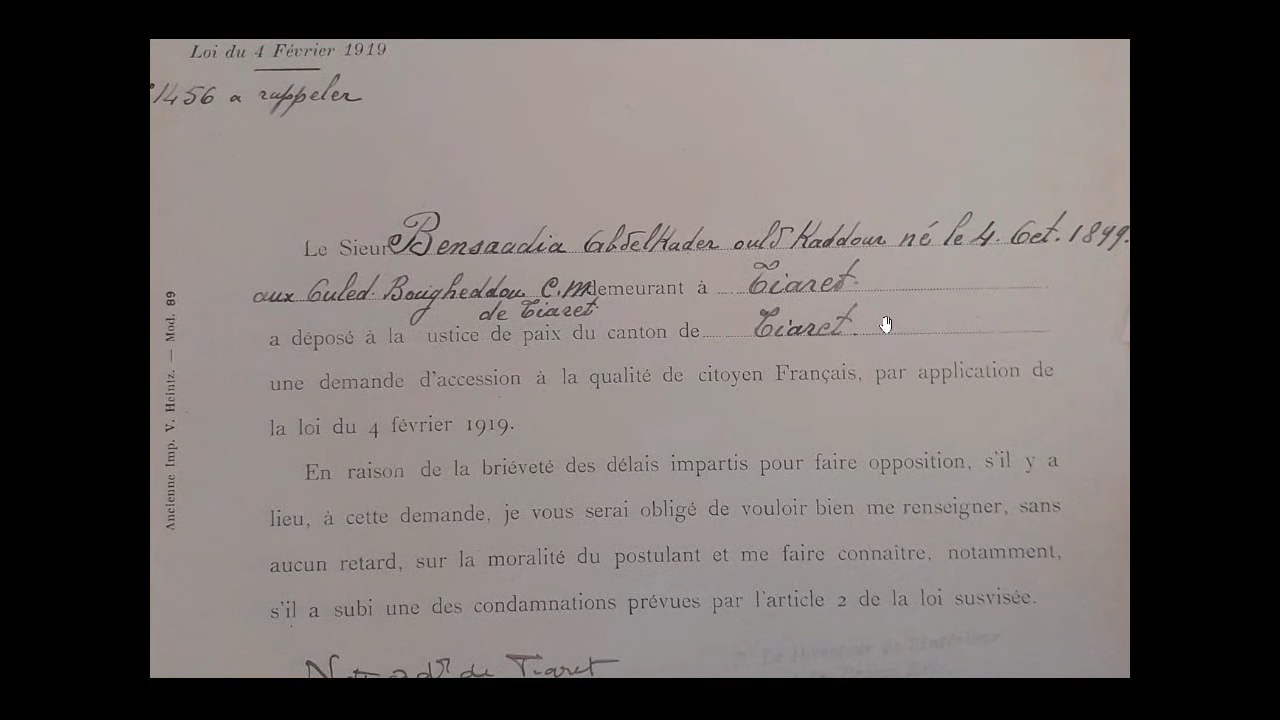 Loi du 4 Février 1919
°1456 a rappeler
Le Sieur Bensaadia Abdelkader ould Kaddour né le 4. Oct. 1899.
aux Ouled Bougheddou C.M demeurant à Tiaret.
de Tiaret
a déposé à la ustice de paix du canton de Tiaret.
une demande d'accession à la qualité de citoyen Français, par application de
la loi du 4 février 1919.
En raison de la briéveté des délais impartis pour faire opposition, s'il y a
lieu, à cette demande, je vous serai obligé de vouloir bien me renseigner, sans
aucun retard, sur la moralité du postulant et me faire connaitre, notamment,
s'il a subi une des condamnations prévues par l'article 2 de la loi susvisée.
de Tiaret
Ancienne Imp. V. Heintz. — Mod. 89